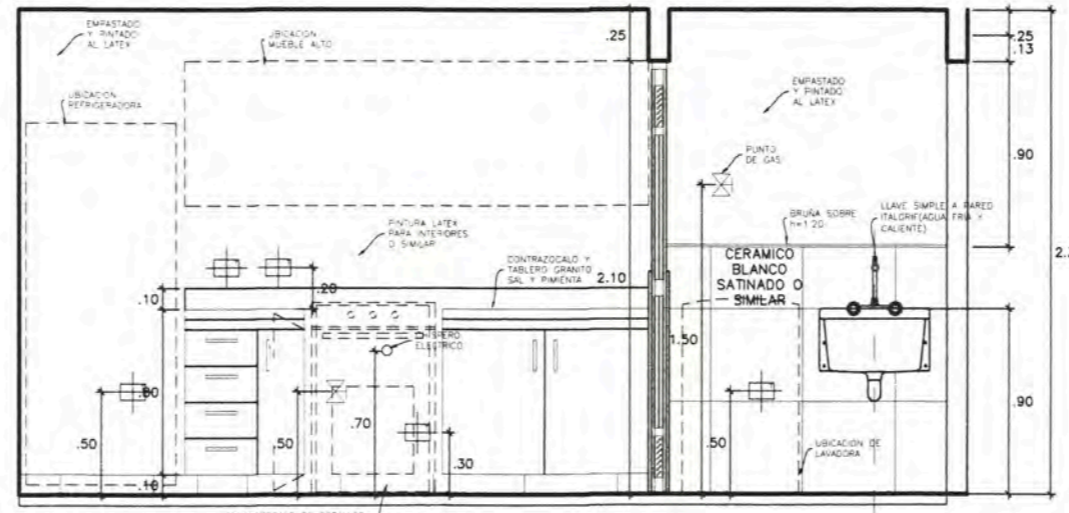 EMPASTADO
Y PINTADO
AL LATEX
UBICACION
MUEBLE ALTO
.25
.25
.13
UBICACION
REFRIGERADORA
EMPASTADO
Y PINTADO
AL LATEX
PUNTO
DE GAS
.90
PINTURA LATEX
PARA INTERIORES
O SIMILAR
BRUÑA SOBRE
h=1.20
LLAVE SIMPLE A PARED
ITALGRIF(AGUA FRIA Y
CALIENTE)
CONTRAZOCALO Y
TABLERO GRANITO
SAL Y PIMIENTA
2.10
CERAMICO
BLANCO
SATINADO O
SIMILAR
.10
.20
ELECTRICO
1.50
.80
.90
.50
.50
.70
.30
.50
UBICACION DE
LAVADORA
.10